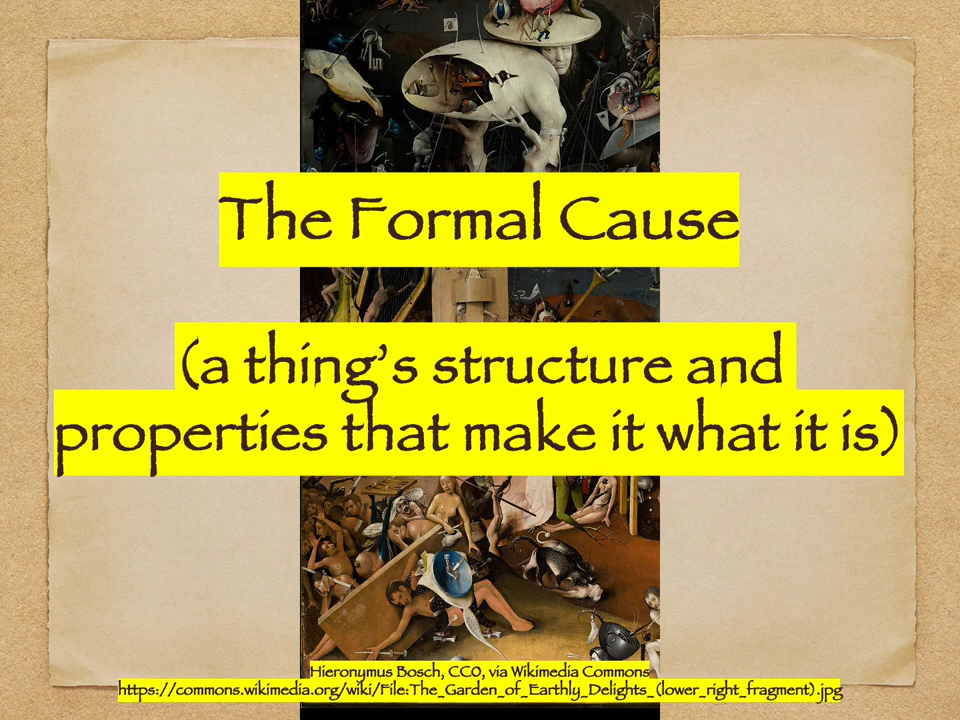 The Formal Cause
(a thing’s structure and
properties that make it what it is)
Hieronymus Bosch, CC0, via Wikimedia Commons
https://commons.wikimedia.org/wiki/File:The_Garden_of_Earthly_Delights_(lower_right_fragment).jpg